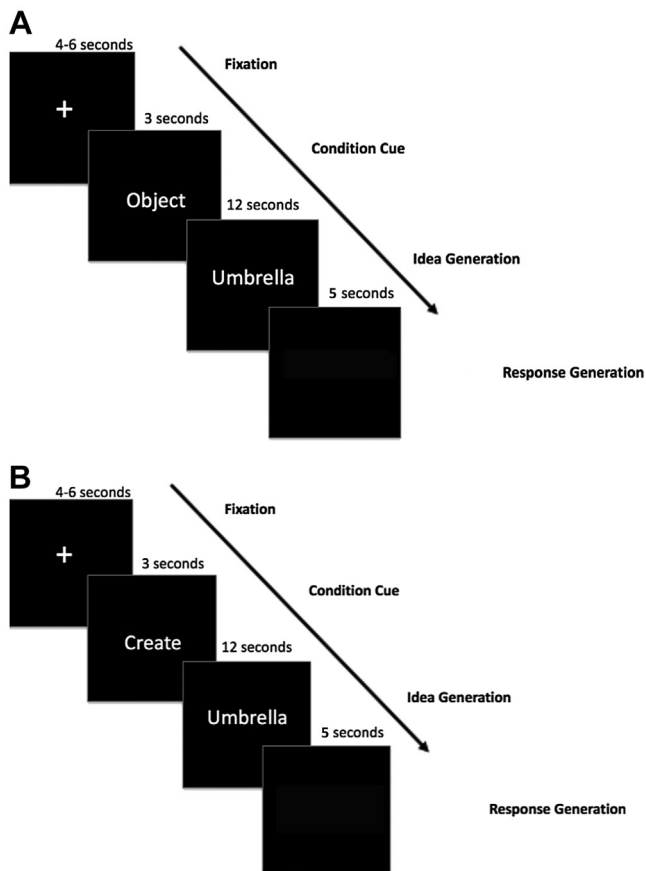 A
4-6 seconds
Fixation
+
3 seconds
Condition Cue
Object
12 seconds
Idea Generation
Umbrella
5 seconds
Response Generation
B
4-6 seconds
Fixation
+
3 seconds
Condition Cue
Create
12 seconds
Idea Generation
Umbrella
5 seconds
Response Generation